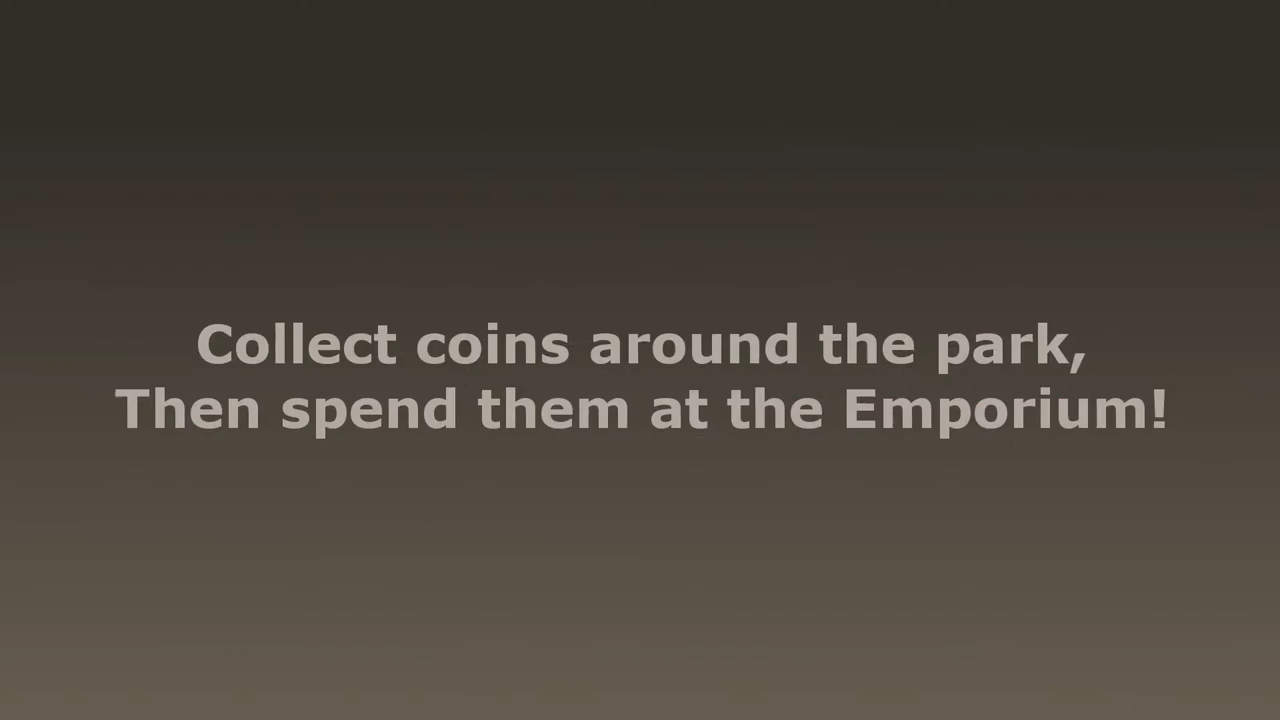 Collect coins around the park,
Then spend them at the Emporium!